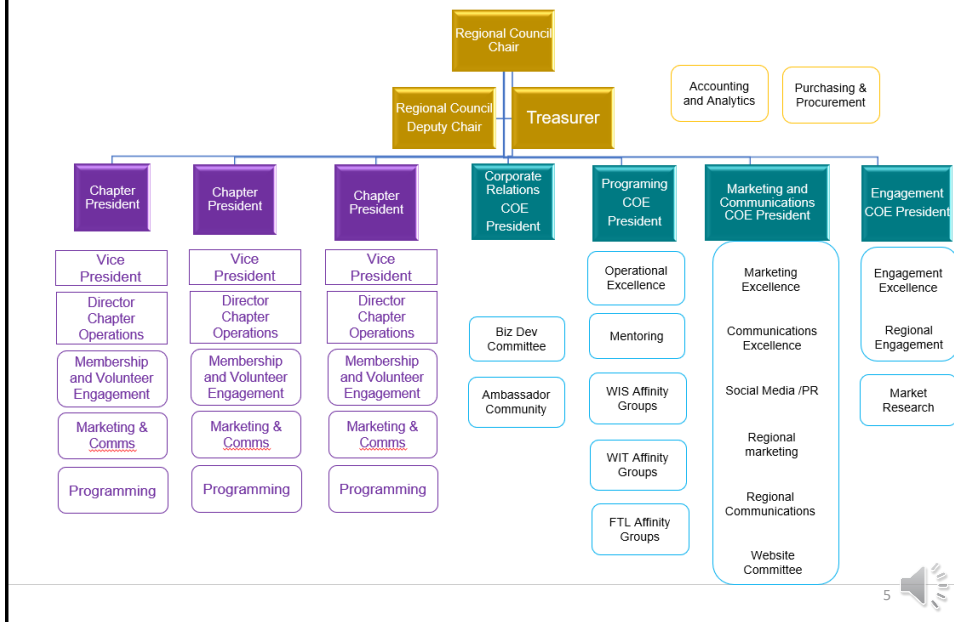 Regional Council
Chair
Accounting
and Analytics
Purchasing &
Procurement
Regional Council
Deputy Chair
Treasurer
Chapter
President
Chapter
President
Chapter
President
Corporate
Relations
COE
President
Programing
COE
President
Marketing and
Communications
COE President
Engagement
COE President
Vice
President
Director
Chapter
Operations
Membership
and Volunteer
Engagement
Marketing &
Comms
Programming
Vice
President
Director
Chapter
Operations
Membership
and Volunteer
Engagement
Marketing &
Comms
Programming
Vice
President
Director
Chapter
Operations
Membership
and Volunteer
Engagement
Marketing &
Comms
Programming
Biz Dev
Committee
Ambassador
Community
Operational
Excellence
Mentoring
WIS Affinity
Groups
WIT Affinity
Groups
FTL Affinity
Groups
Marketing
Excellence
Communications
Excellence
Social Media /PR
Regional
marketing
Regional
Communications
Website
Committee
Engagement
Excellence
Regional
Engagement
Market
Research
5